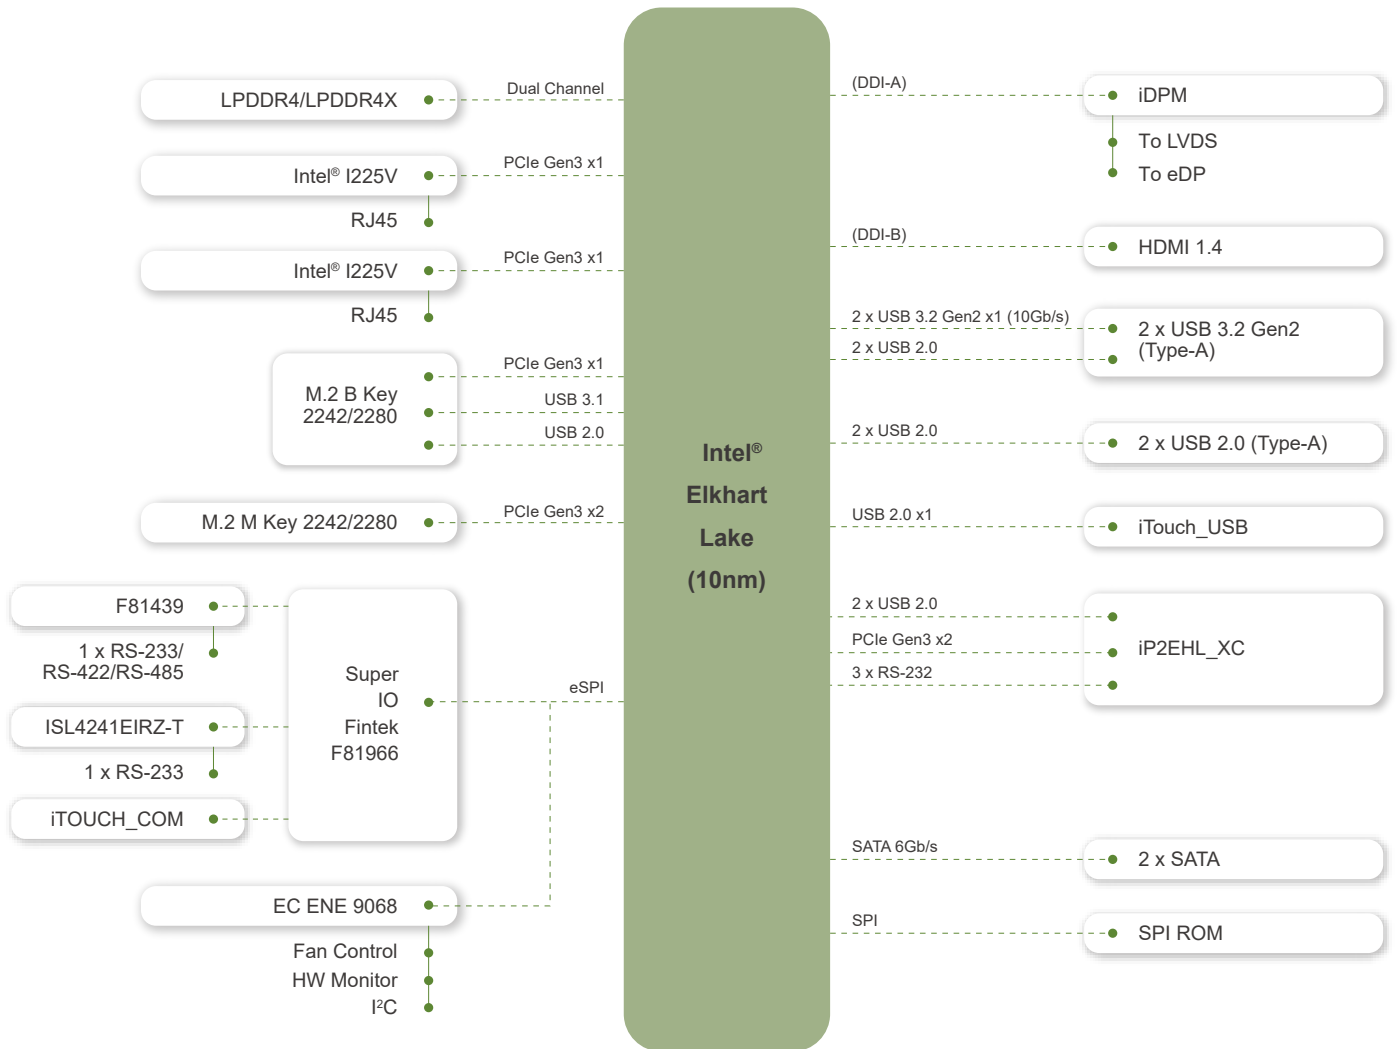 LPDDR4/LPDDR4X
Dual Channel
Intel® I225V
PCIe Gen3 x1
RJ45
Intel® I225V
PCIe Gen3 x1
RJ45
M.2 B Key
2242/2280
PCIe Gen3 x1
USB 3.1
USB 2.0
M.2 M Key 2242/2280
PCIe Gen3 x2
F81439
1 x RS-233/
RS-422/RS-485
ISL4241EIRZ-T
1 x RS-233
iTOUCH_COM
Super
IO
Fintek
F81966
eSPI
EC ENE 9068
Fan Control
HW Monitor
I²C
Intel®
Elkhart
Lake
(10nm)
(DDI-A)
iDPM
To LVDS
To eDP
(DDI-B)
HDMI 1.4
2 x USB 3.2 Gen2 x1 (10Gb/s)
2 x USB 2.0
2 x USB 3.2 Gen2
(Type-A)
2 x USB 2.0
2 x USB 2.0 (Type-A)
USB 2.0 x1
iTouch_USB
2 x USB 2.0
PCIe Gen3 x2
3 x RS-232
iP2EHL_XC
SATA 6Gb/s
2 x SATA
SPI
SPI ROM